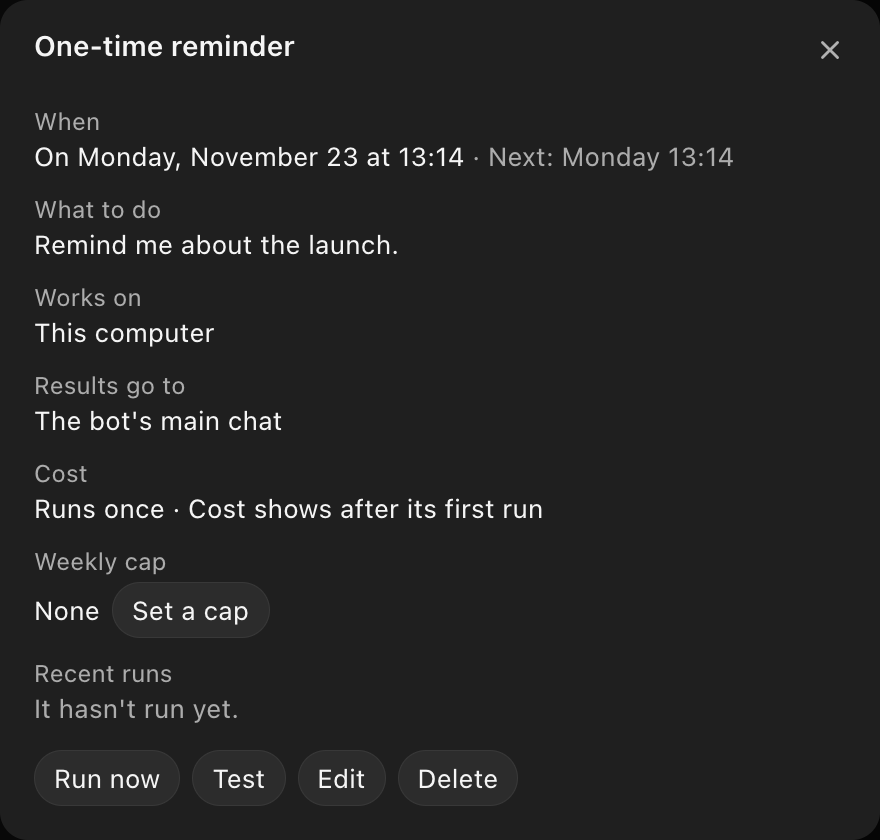 One-time reminder
When
On Monday, November 23 at 13:14 · Next: Monday 13:14
What to do
Remind me about the launch.
Works on
This computer
Results go to
The bot's main chat
Cost
Runs once · Cost shows after its first run
Weekly cap
None Set a cap
Recent runs
It hasn't run yet.
Run now Test Edit Delete